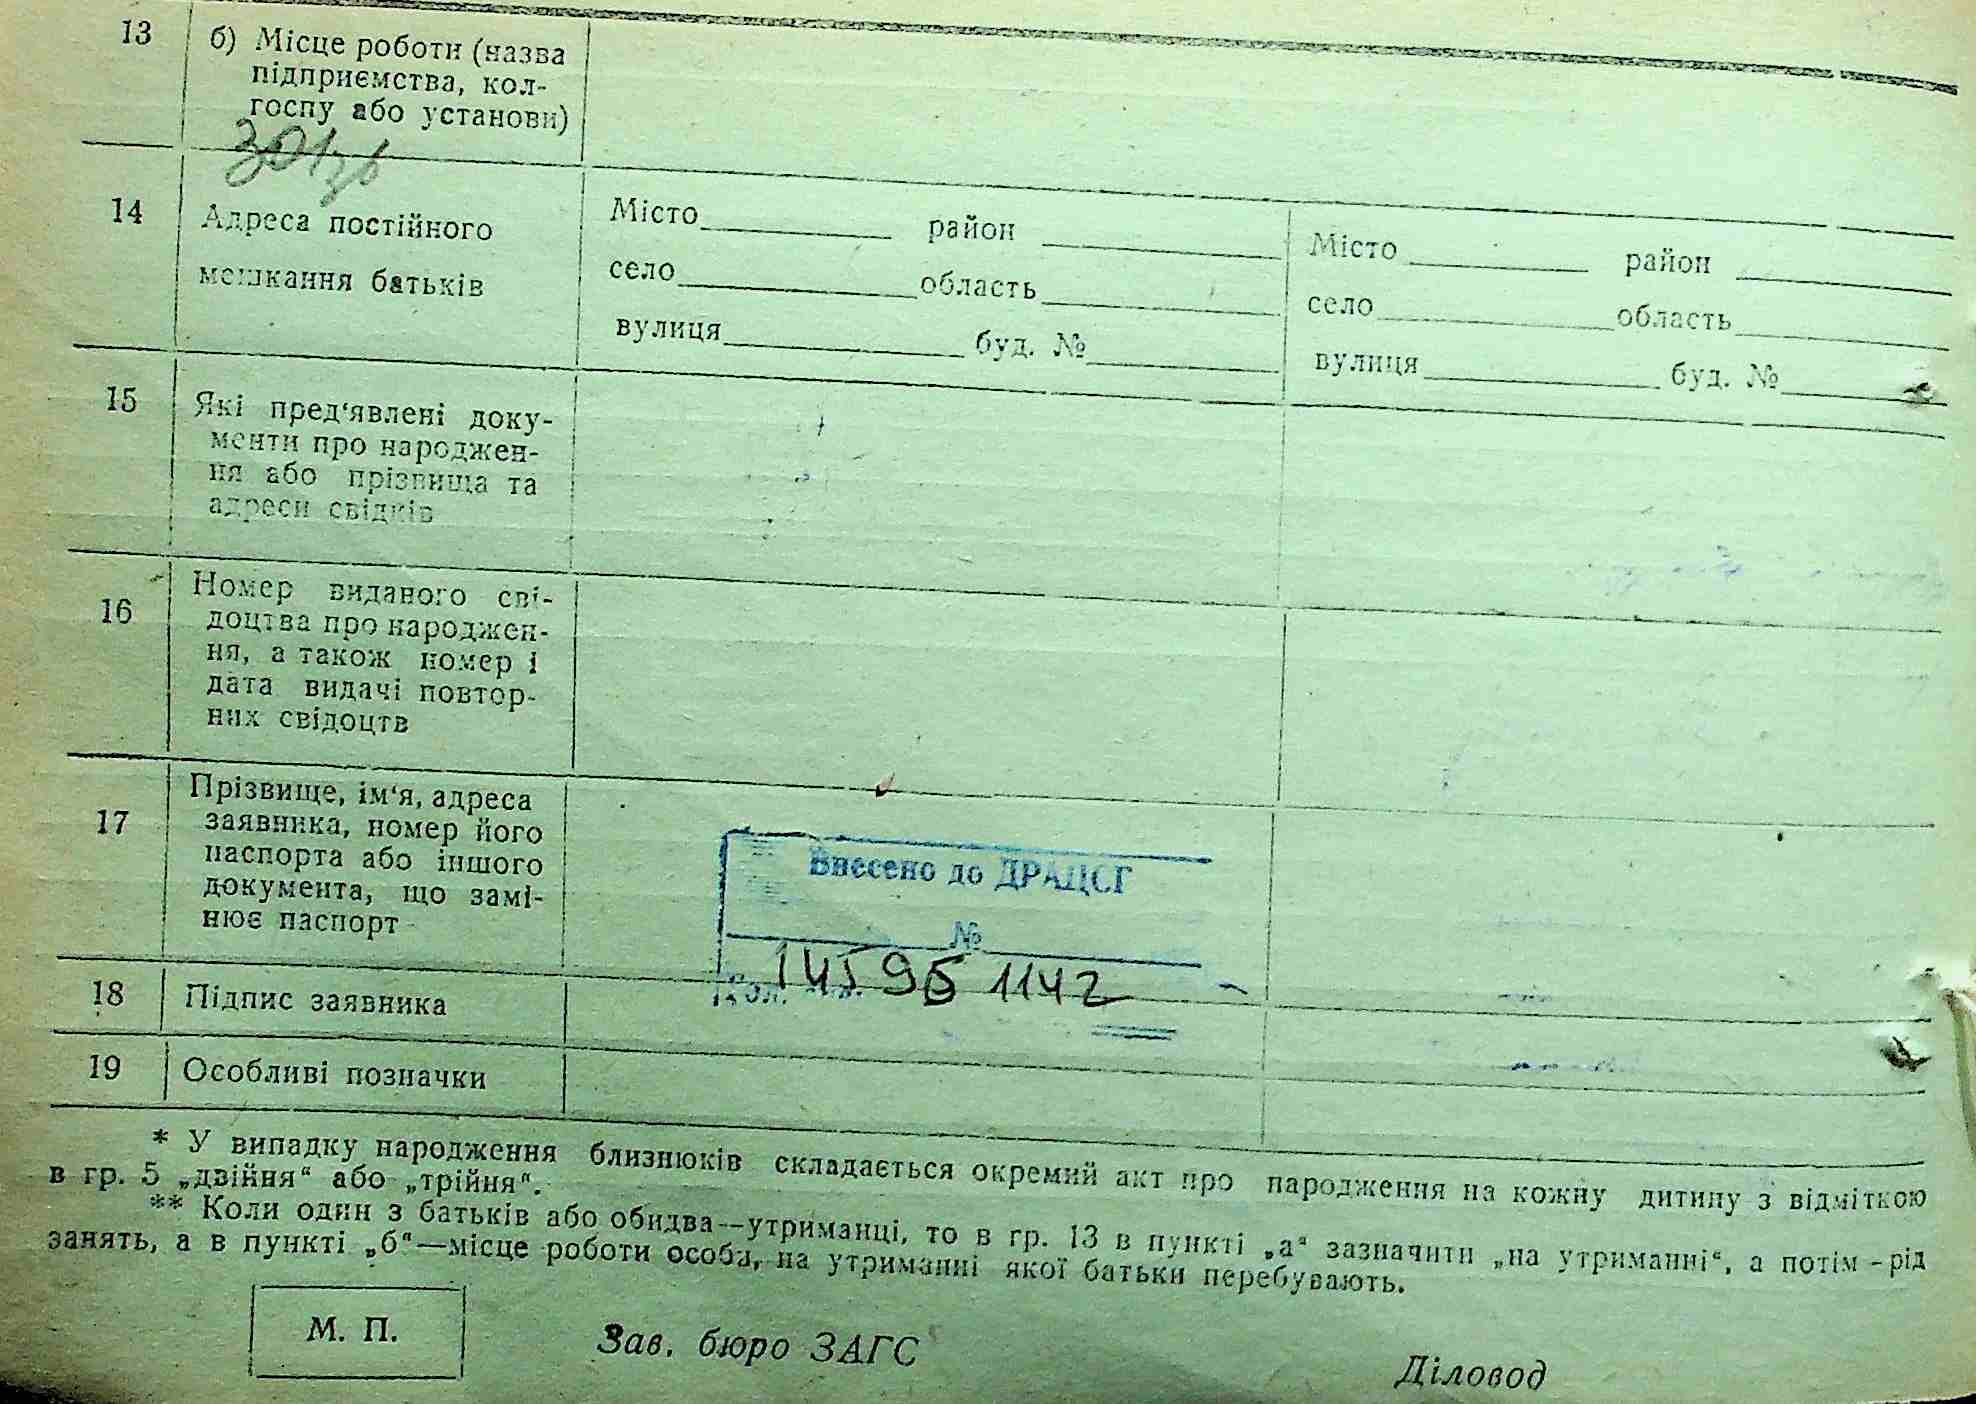 13 б) Місце роботи (назва
підприємства, кол-
госпу або установи)
14 Адреса постійного
мешкання батьків
Місто район
село область
вулиця буд. №
Місто район
село область
вулиця буд. №
15 Які пред‘явлені доку-
менти про народжен-
ня або прізвища та
адреси свідків
16 Номер виданого сві-
доцтва про народжен-
ня, а також номер і
дата видачі повтор-
них свідоцтв
17 Прізвище, ім‘я, адреса
заявника, номер його
паспорта або іншого
документа, що замі-
нює паспорт
Внесено до ДРАЦСГ
№
14595 1142
18 Підпис заявника
19 Особливі позначки
* У випадку народження близнюків складається окремий акт про народження на кожну дитину з відміткою
в гр. 5 „двійня“ або „трійня“.
** Коли один з батьків або обидва—утриманці, то в гр. 13 в пункті „а“ зазначити „на утриманні“, а потім - рід
занять, а в пункті „б“—місце роботи особи, на утриманні якої батьки перебувають.
М. П.
Зав. бюро ЗАГС
Діловод